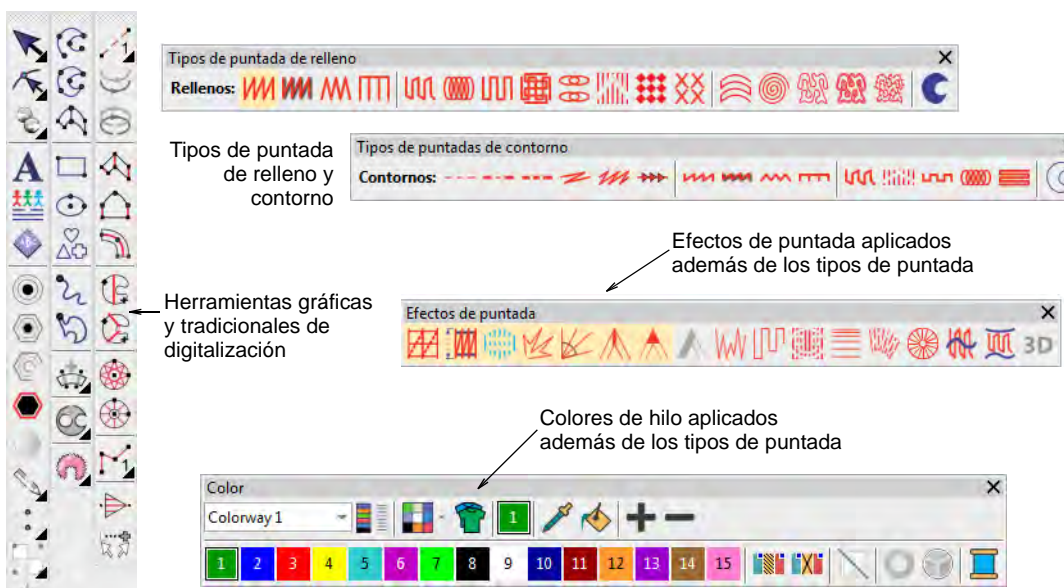 Tipos de puntada de relleno
Rellenos:
Tipos de puntada
de relleno y
contorno
Tipos de puntadas de contorno
Contornos:
Efectos de puntada aplicados
además de los tipos de puntada
Herramientas gráficas
y tradicionales de
digitalización
Efectos de puntada
3D
Colores de hilo aplicados
además de los tipos de puntada
Color
Colorway 1
1
1 2 3 4 5 6 7 8 9 10 11 12 13 14 15
A
1
1